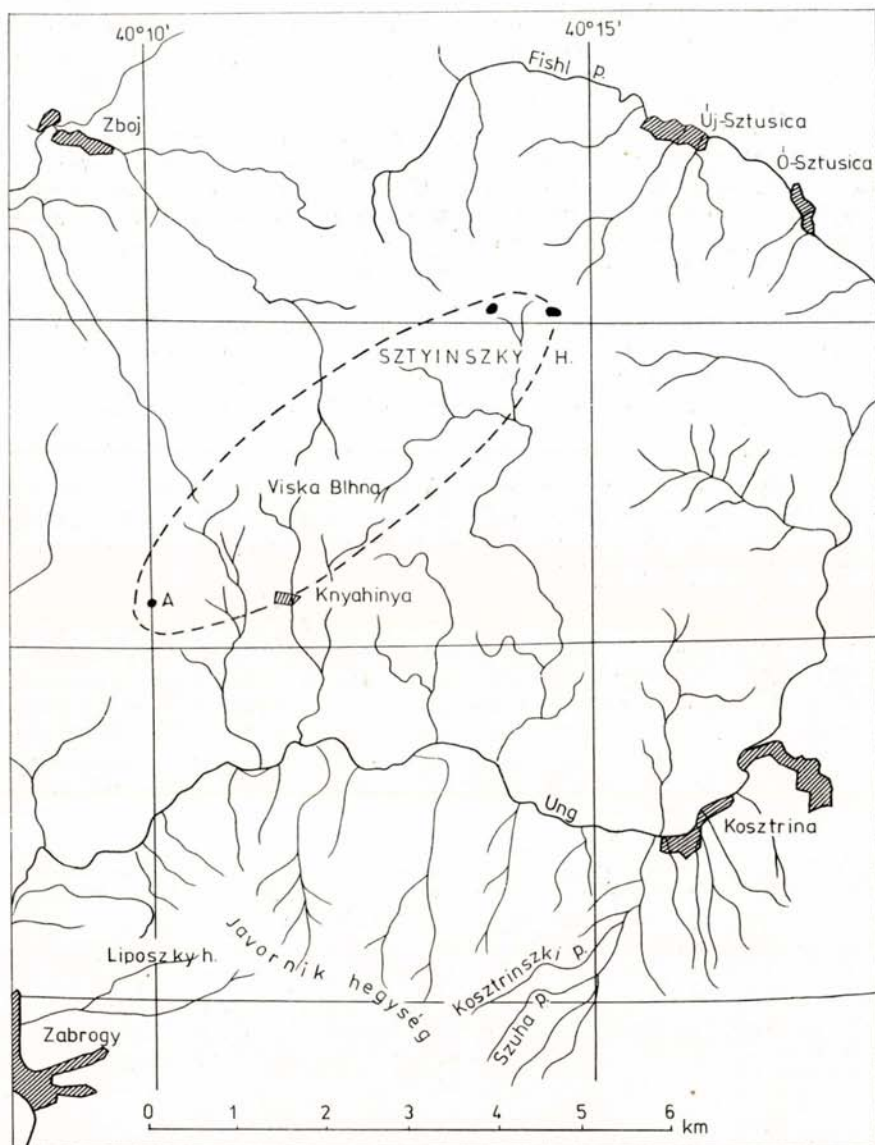 40°10'
40°15'
Fishl p.
Zboj
Új-Sztusica
Ó-Sztusica
SZTYINSZKY H.
Viska Blhna
A
Knyahinya
Ung
Kosztrina
Javornik hegység
Liposzky h.
Kosztrinszki p.
Szuha p.
Zabrogy
0 1 2 3 4 5 6
km